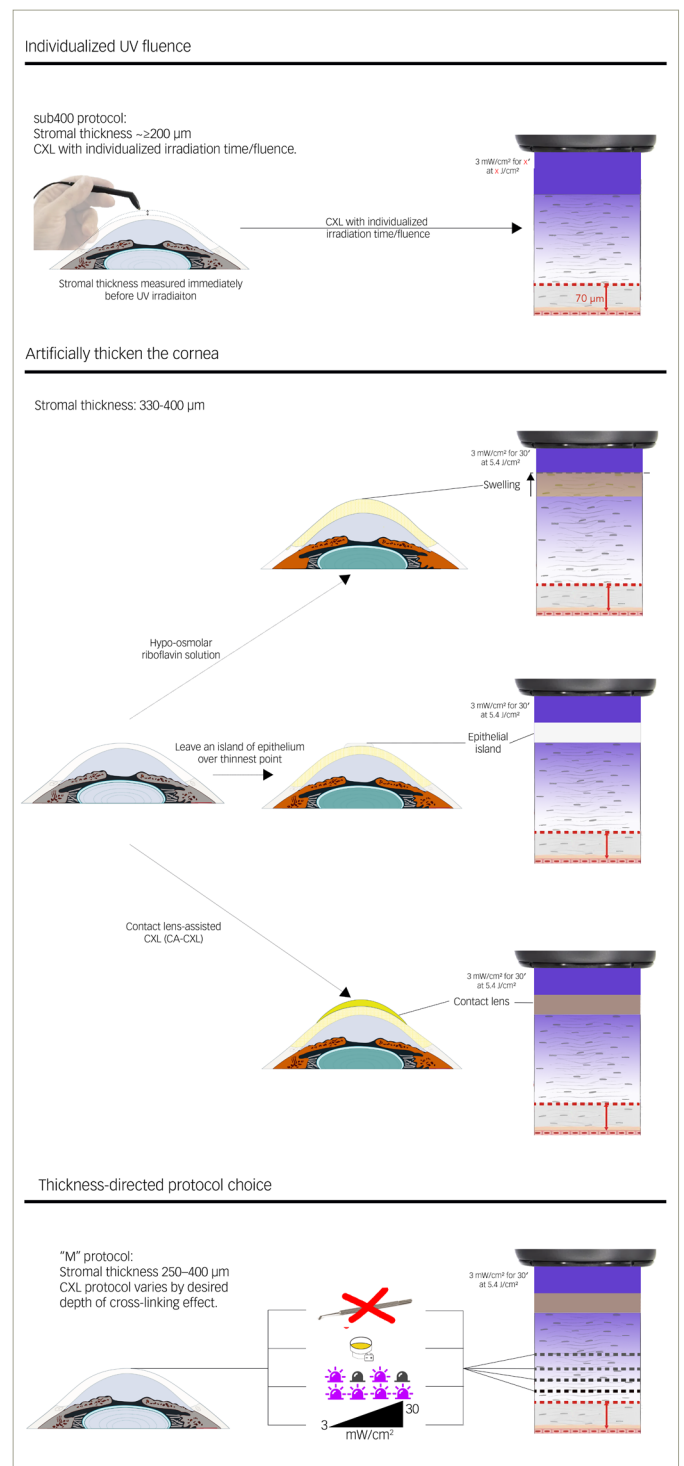 Individualized UV fluence
sub400 protocol:
Stromal thickness ~≥200 µm
CXL with individualized irradiation time/fluence.
3 mW/cm² for x′
at x J/cm²
CXL with individualized
irradiation time/fluence
Stromal thickness measured immediately
before UV irradiaiton
70 µm
Artificially thicken the cornea
Stromal thickness: 330-400 µm
3 mW/cm² for 30′
at 5.4 J/cm²
Swelling
Hypo-osmolar
riboflavin solution
3 mW/cm² for 30′
at 5.4 J/cm²
Leave an island of epithelium
over thinnest point
Epithelial
island
Contact lens-assisted
CXL (CA-CXL)
3 mW/cm² for 30′
at 5.4 J/cm²
Contact lens
Thickness-directed protocol choice
"M" protocol:
Stromal thickness 250–400 µm
CXL protocol varies by desired
depth of cross-linking effect.
3 mW/cm² for 30′
at 5.4 J/cm²
30
3
mW/cm²